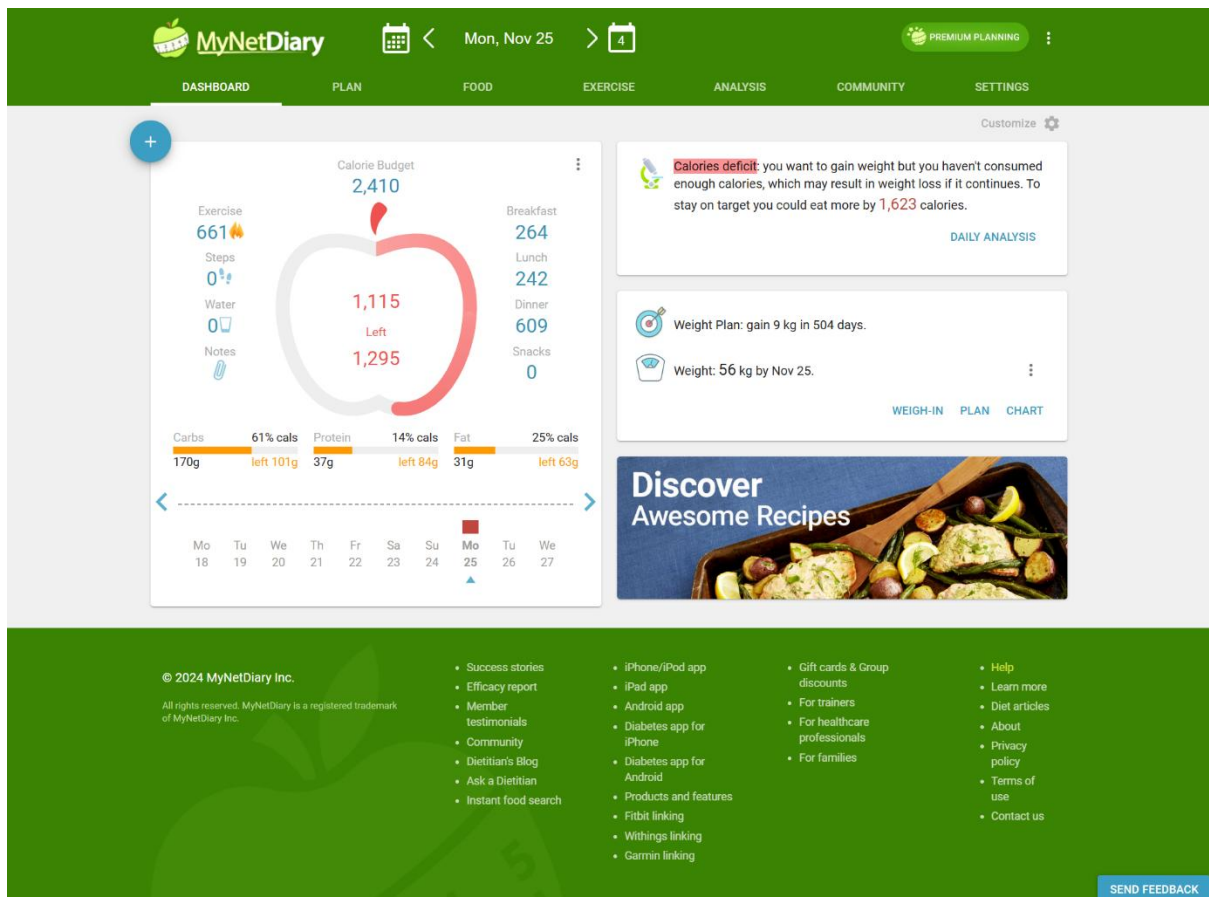 MyNetDiary
Mon, Nov 25
4
PREMIUM PLANNING
DASHBOARD
PLAN
FOOD
EXERCISE
ANALYSIS
COMMUNITY
SETTINGS
Customize
+
Calorie Budget
2,410
Exercise
661
Steps
0
Water
0
Notes
1,115
Left
1,295
Breakfast
264
Lunch
242
Dinner
609
Snacks
0
Carbs 61% cals
170g left 101g
Protein 14% cals
37g left 84g
Fat 25% cals
31g left 63g
Mo Tu We Th Fr Sa Su Mo Tu We
18 19 20 21 22 23 24 25 26 27
Calories deficit: you want to gain weight but you haven't consumed
enough calories, which may result in weight loss if it continues. To
stay on target you could eat more by 1,623 calories.
DAILY ANALYSIS
Weight Plan: gain 9 kg in 504 days.
Weight: 56 kg by Nov 25.
WEIGH-IN PLAN CHART
Discover
Awesome Recipes
© 2024 MyNetDiary Inc.
All rights reserved. MyNetDiary is a registered trademark
of MyNetDiary Inc.
• Success stories
• Efficacy report
• Member
testimonials
• Community
• Dietitian's Blog
• Ask a Dietitian
• Instant food search
• iPhone/iPod app
• iPad app
• Android app
• Diabetes app for
iPhone
• Diabetes app for
Android
• Products and features
• Fitbit linking
• Withings linking
• Garmin linking
• Gift cards & Group
discounts
• For trainers
• For healthcare
professionals
• For families
• Help
• Learn more
• Diet articles
• About
• Privacy
policy
• Terms of
use
• Contact us
5
SEND FEEDBACK